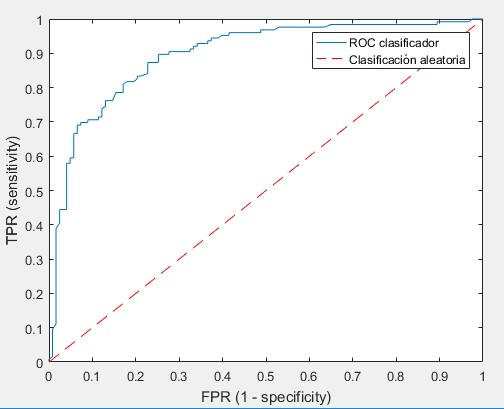 ROC clasificador
Clasificación aleatoria
1
0.9
0.8
0.7
0.6
0.5
0.4
0.3
0.2
0.1
0
TPR (sensitivity)
0 0.1 0.2 0.3 0.4 0.5 0.6 0.7 0.8 0.9 1
FPR (1 - specificity)